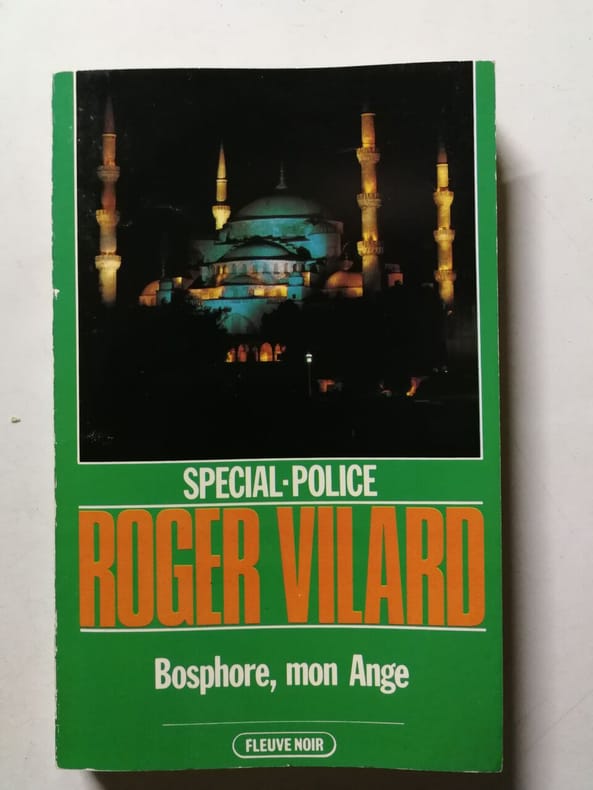 SPECIAL-POLICE
ROGER VILARD
Bosphore, mon Ange
FLEUVE NOIR